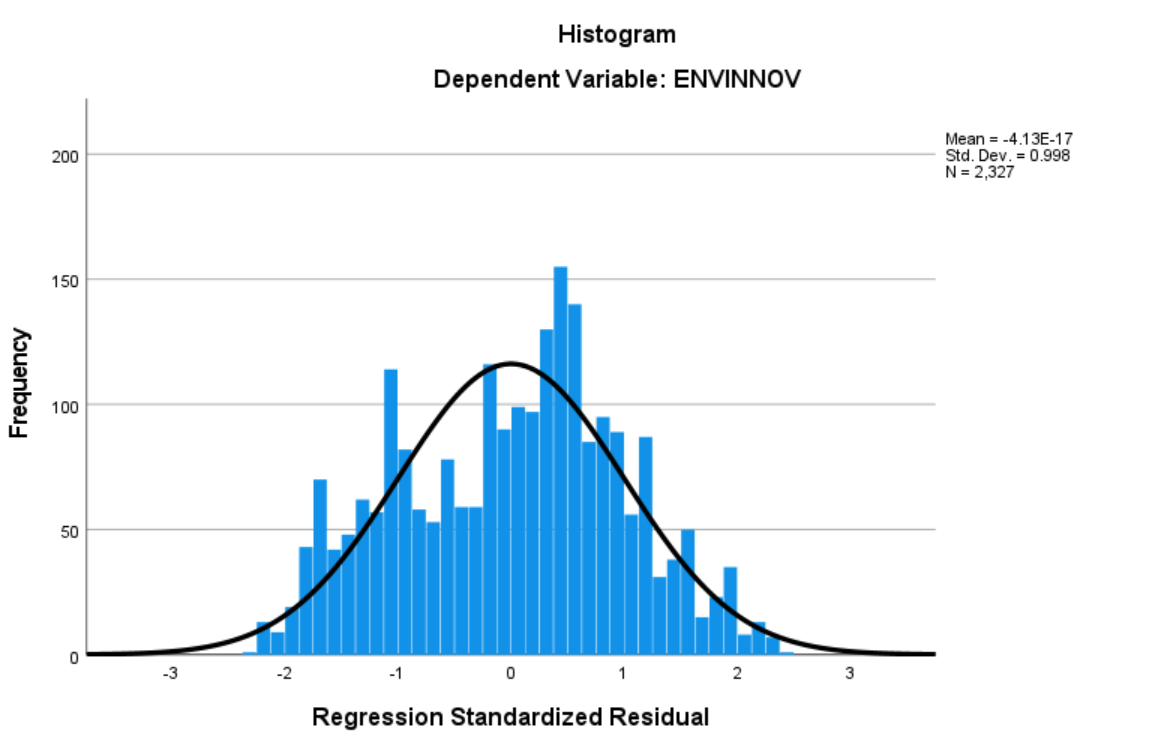 Histogram
Dependent Variable: ENVINNOV
Mean = -4.13E-17
Std. Dev. = 0.998
N = 2,327
Frequency
200
150
100
50
0
-3 -2 -1 0 1 2 3
Regression Standardized Residual